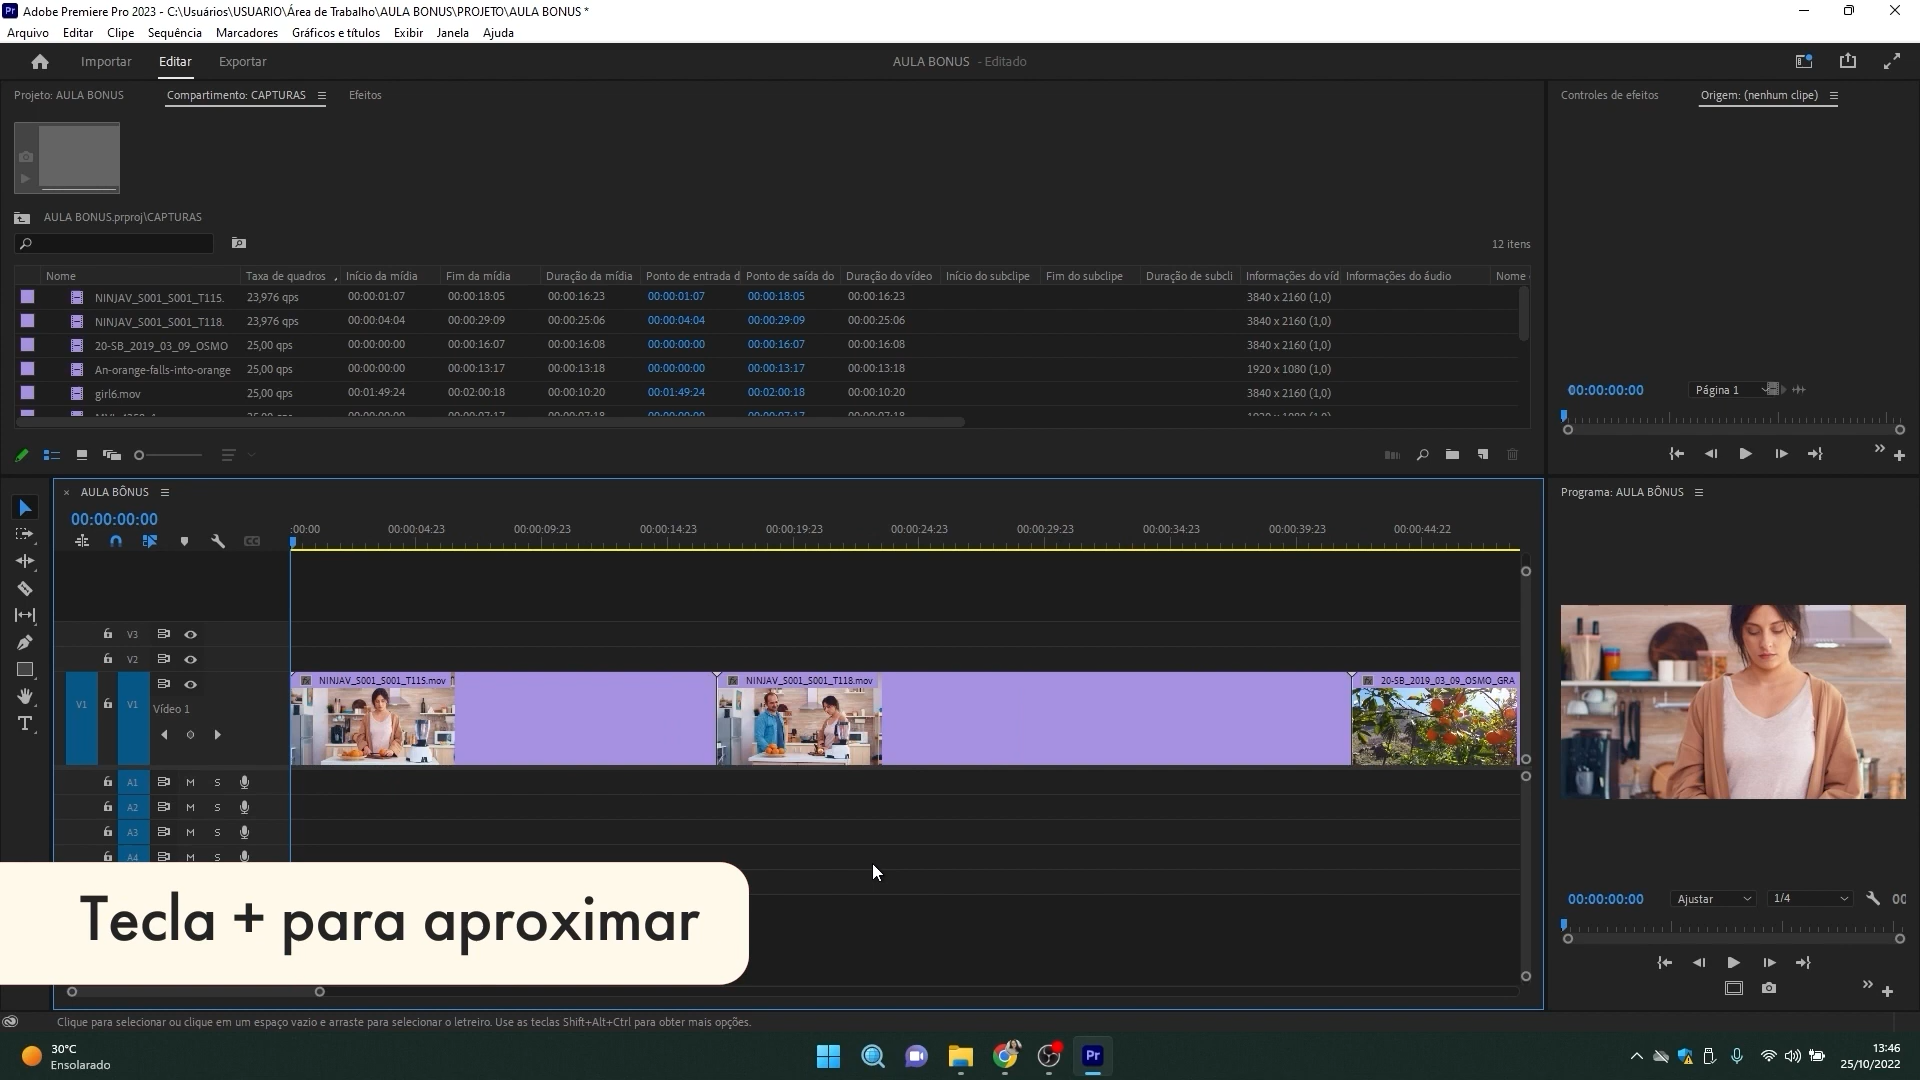 Adobe Premiere Pro 2023 - C:\Usuários\USUARIO\Área de Trabalho\AULA BONUS\PROJETO\AULA BONUS *
Arquivo Editar Clipe Sequência Marcadores Gráficos e títulos Exibir Janela Ajuda
Importar Editar Exportar
AULA BONUS - Editado
Projeto: AULA BONUS Compartimento: CAPTURAS Efeitos
Controles de efeitos Origem: (nenhum clipe)
AULA BONUS.prproj\CAPTURAS
12 itens
Nome Taxa de quadros Início da mídia Fim da mídia Duração da mídia Ponto de entrada d Ponto de saída do Duração do vídeo Início do subclipe Fim do subclipe Duração de subcli Informações do víd Informações do áudio Nome
NINJAV_S001_S001_T115. 23,976 qps 00:00:01:07 00:00:18:05 00:00:16:23 00:00:01:07 00:00:18:05 00:00:16:23 3840 x 2160 (1,0)
NINJAV_S001_S001_T118. 23,976 qps 00:00:04:04 00:00:29:09 00:00:25:06 00:00:04:04 00:00:29:09 00:00:25:06 3840 x 2160 (1,0)
20-SB_2019_03_09_OSMO 25,00 qps 00:00:00:00 00:00:16:07 00:00:16:08 00:00:00:00 00:00:16:07 00:00:16:08 3840 x 2160 (1,0)
An-orange-falls-into-orange 25,00 qps 00:00:00:00 00:00:13:17 00:00:13:18 00:00:00:00 00:00:13:17 00:00:13:18 1920 x 1080 (1,0)
girl6.mov 25,00 qps 00:01:49:24 00:02:00:18 00:00:10:20 00:01:49:24 00:02:00:18 00:00:10:20 3840 x 2160 (1,0)
00:00:00:00 Página 1
AULA BÔNUS
00:00:00:00
:00:00 00:00:04:23 00:00:09:23 00:00:14:23 00:00:19:23 00:00:24:23 00:00:29:23 00:00:34:23 00:00:39:23 00:00:44:22
Programa: AULA BÔNUS
V3
V2
NINJAV_S001_S001_T115.mov NINJAV_S001_S001_T118.mov 20-SB_2019_03_09_OSMO_GRA
V1 V1 Vídeo 1
A1 M S
A2 M S
A3 M S
A4 M S
Tecla + para aproximar
00:00:00:00 Ajustar 1/4 00
Clique para selecionar ou clique em um espaço vazio e arraste para selecionar o letreiro. Use as teclas Shift+Alt+Ctrl para obter mais opções.
30°C
Ensolarado
Pr
13:46
25/10/2022